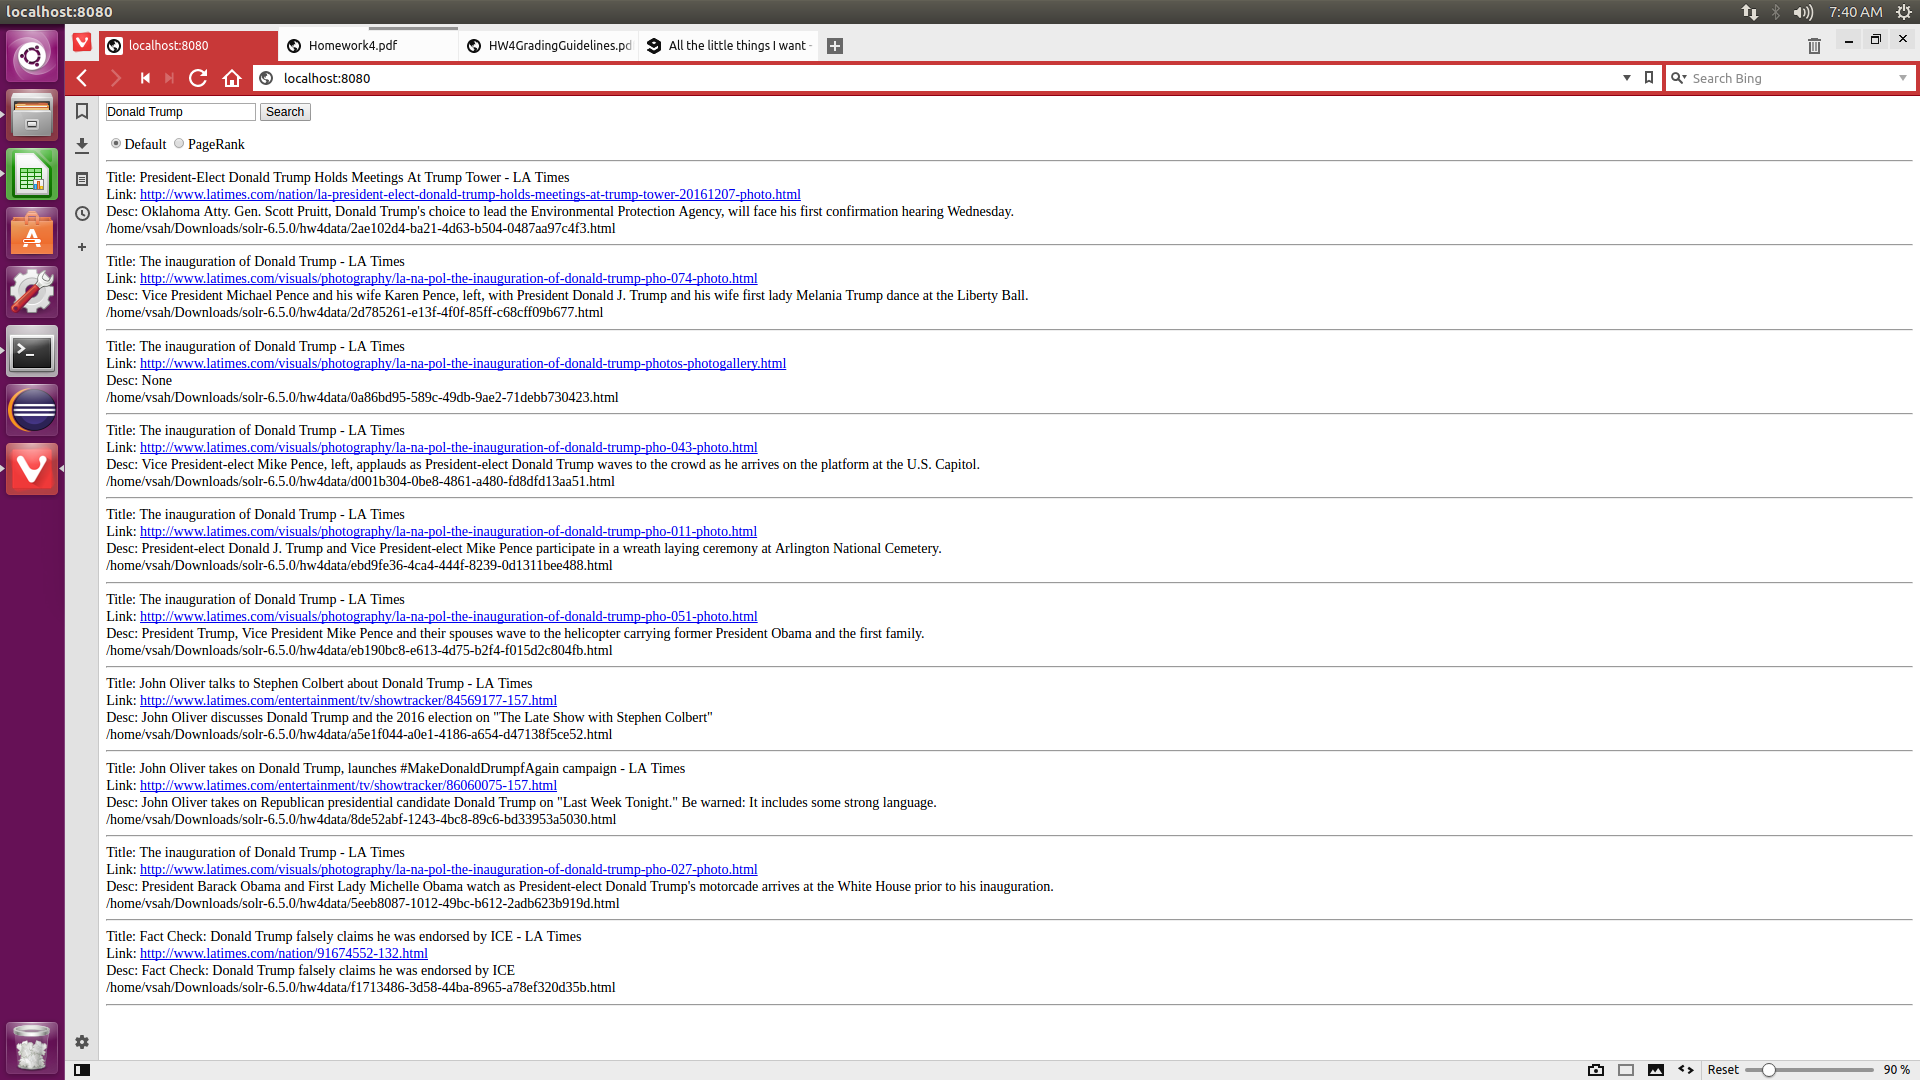 localhost:8080
7:40 AM
localhost:8080
Homework4.pdf
HW4GradingGuidelines.pd
All the little things I want
localhost:8080
Search Bing
Donald Trump Search
Default PageRank
Title: President-Elect Donald Trump Holds Meetings At Trump Tower - LA Times
Link: http://www.latimes.com/nation/la-president-elect-donald-trump-holds-meetings-at-trump-tower-20161207-photo.html
Desc: Oklahoma Atty. Gen. Scott Pruitt, Donald Trump's choice to lead the Environmental Protection Agency, will face his first confirmation hearing Wednesday.
/home/vsah/Downloads/solr-6.5.0/hw4data/2ae102d4-ba21-4d63-b504-0487aa97c4f3.html
Title: The inauguration of Donald Trump - LA Times
Link: http://www.latimes.com/visuals/photography/la-na-pol-the-inauguration-of-donald-trump-pho-074-photo.html
Desc: Vice President Michael Pence and his wife Karen Pence, left, with President Donald J. Trump and his wife first lady Melania Trump dance at the Liberty Ball.
/home/vsah/Downloads/solr-6.5.0/hw4data/2d785261-e13f-4f0f-85ff-c68cff09b677.html
Title: The inauguration of Donald Trump - LA Times
Link: http://www.latimes.com/visuals/photography/la-na-pol-the-inauguration-of-donald-trump-photos-photogallery.html
Desc: None
/home/vsah/Downloads/solr-6.5.0/hw4data/0a86bd95-589c-49db-9ae2-71debb730423.html
Title: The inauguration of Donald Trump - LA Times
Link: http://www.latimes.com/visuals/photography/la-na-pol-the-inauguration-of-donald-trump-pho-043-photo.html
Desc: Vice President-elect Mike Pence, left, applauds as President-elect Donald Trump waves to the crowd as he arrives on the platform at the U.S. Capitol.
/home/vsah/Downloads/solr-6.5.0/hw4data/d001b304-0be8-4861-a480-fd8dfd13aa51.html
Title: The inauguration of Donald Trump - LA Times
Link: http://www.latimes.com/visuals/photography/la-na-pol-the-inauguration-of-donald-trump-pho-011-photo.html
Desc: President-elect Donald J. Trump and Vice President-elect Mike Pence participate in a wreath laying ceremony at Arlington National Cemetery.
/home/vsah/Downloads/solr-6.5.0/hw4data/ebd9fe36-4ca4-444f-8239-0d1311bee488.html
Title: The inauguration of Donald Trump - LA Times
Link: http://www.latimes.com/visuals/photography/la-na-pol-the-inauguration-of-donald-trump-pho-051-photo.html
Desc: President Trump, Vice President Mike Pence and their spouses wave to the helicopter carrying former President Obama and the first family.
/home/vsah/Downloads/solr-6.5.0/hw4data/eb190bc8-e613-4d75-b2f4-f015d2c804fb.html
Title: John Oliver talks to Stephen Colbert about Donald Trump - LA Times
Link: http://www.latimes.com/entertainment/tv/showtracker/84569177-157.html
Desc: John Oliver discusses Donald Trump and the 2016 election on "The Late Show with Stephen Colbert"
/home/vsah/Downloads/solr-6.5.0/hw4data/a5e1f044-a0e1-4186-a654-d47138f5ce52.html
Title: John Oliver takes on Donald Trump, launches #MakeDonaldDrumpfAgain campaign - LA Times
Link: http://www.latimes.com/entertainment/tv/showtracker/86060075-157.html
Desc: John Oliver takes on Republican presidential candidate Donald Trump on "Last Week Tonight." Be warned: It includes some strong language.
/home/vsah/Downloads/solr-6.5.0/hw4data/8de52abf-1243-4bc8-89c6-bd33953a5030.html
Title: The inauguration of Donald Trump - LA Times
Link: http://www.latimes.com/visuals/photography/la-na-pol-the-inauguration-of-donald-trump-pho-027-photo.html
Desc: President Barack Obama and First Lady Michelle Obama watch as President-elect Donald Trump's motorcade arrives at the White House prior to his inauguration.
/home/vsah/Downloads/solr-6.5.0/hw4data/5eeb8087-1012-49bc-b612-2adb623b919d.html
Title: Fact Check: Donald Trump falsely claims he was endorsed by ICE - LA Times
Link: http://www.latimes.com/nation/91674552-132.html
Desc: Fact Check: Donald Trump falsely claims he was endorsed by ICE
/home/vsah/Downloads/solr-6.5.0/hw4data/f1713486-3d58-44ba-8965-a78ef320d35b.html
Reset 90 %